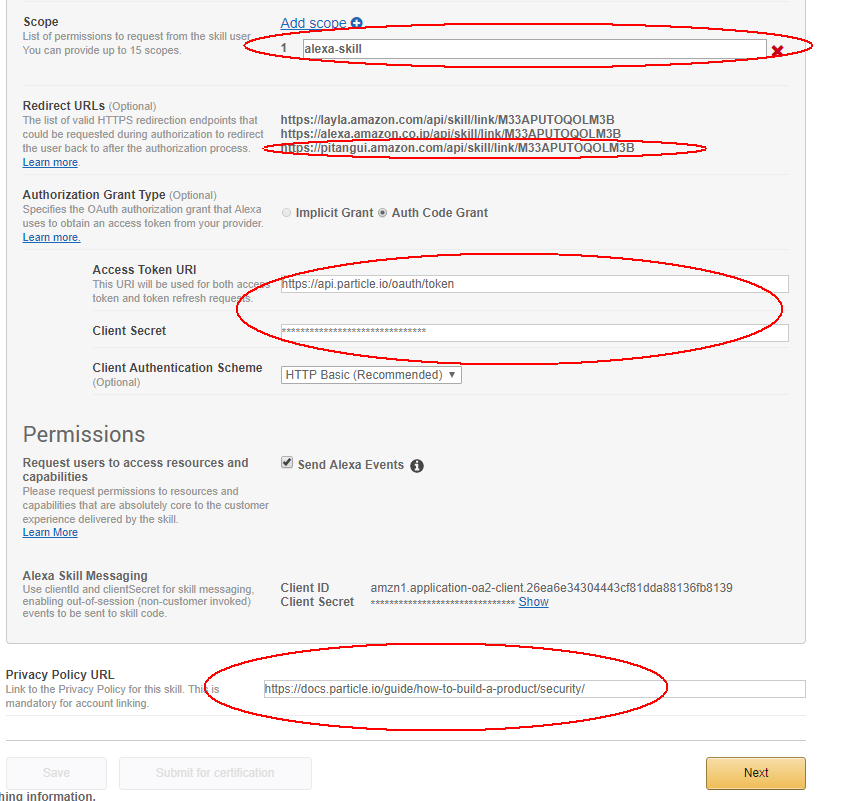 Scope
Add scope
List of permissions to request from the skill user.
You can provide up to 15 scopes.
1 alexa-skill
Redirect URLs (Optional)
The list of valid HTTPS redirection endpoints that
could be requested during authorization to redirect
the user back to after the authorization process.
Learn more.
https://layla.amazon.com/api/skill/link/M33APUTOQOLM3B
https://alexa.amazon.co.jp/api/skill/link/M33APUTOQOLM3B
https://pitangui.amazon.com/api/skill/link/M33APUTOQOLM3B
Authorization Grant Type (Optional)
Specifies the OAuth authorization grant that Alexa
uses to obtain an access token from your provider.
Learn more.
Implicit Grant Auth Code Grant
Access Token URI
This URI will be used for both access
token and token refresh requests.
https://api.particle.io/oauth/token
Client Secret
********************************
Client Authentication Scheme
(Optional)
HTTP Basic (Recommended)
Permissions
Request users to access resources and
capabilities
Please request permissions to resources and
capabilities that are absolutely core to the customer
experience delivered by the skill.
Learn More
Send Alexa Events
Alexa Skill Messaging
Use clientId and clientSecret for skill messaging,
enabling out-of-session (non-customer invoked)
events to be sent to skill code.
Client ID amzn1.application-oa2-client.26ea6e34304443cf81dda88136fb8139
Client Secret ******************************** Show
Privacy Policy URL
Link to the Privacy Policy for this skill. This is
mandatory for account linking.
https://docs.particle.io/guide/how-to-build-a-product/security/
Save Submit for certification Next
hing information.